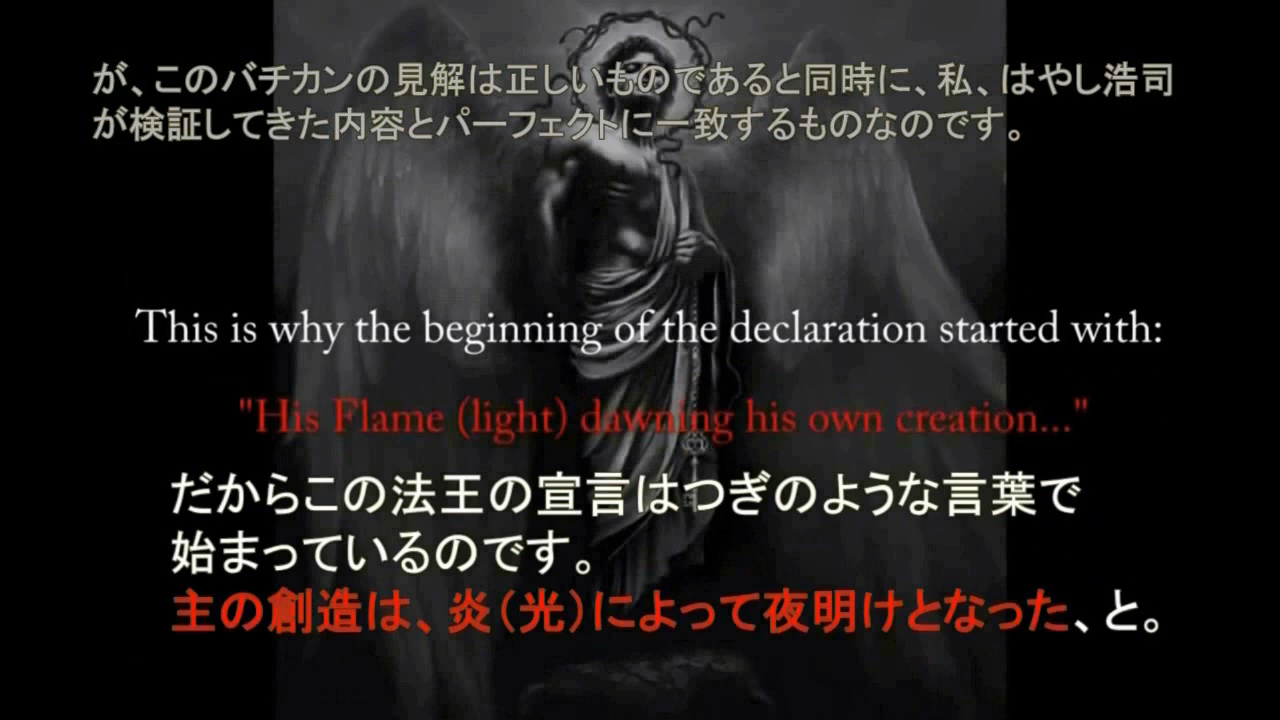 が、このバチカンの見解は正しいものであると同時に、私、はやし浩司
が検証してきた内容とパーフェクトに一致するものなのです。
This is why the beginning of the declaration started with:
"His Flame (light) dawning his own creation..."
だからこの法王の宣言はつぎのような言葉で
始まっているのです。
主の創造は、炎（光）によって夜明けとなった、と。